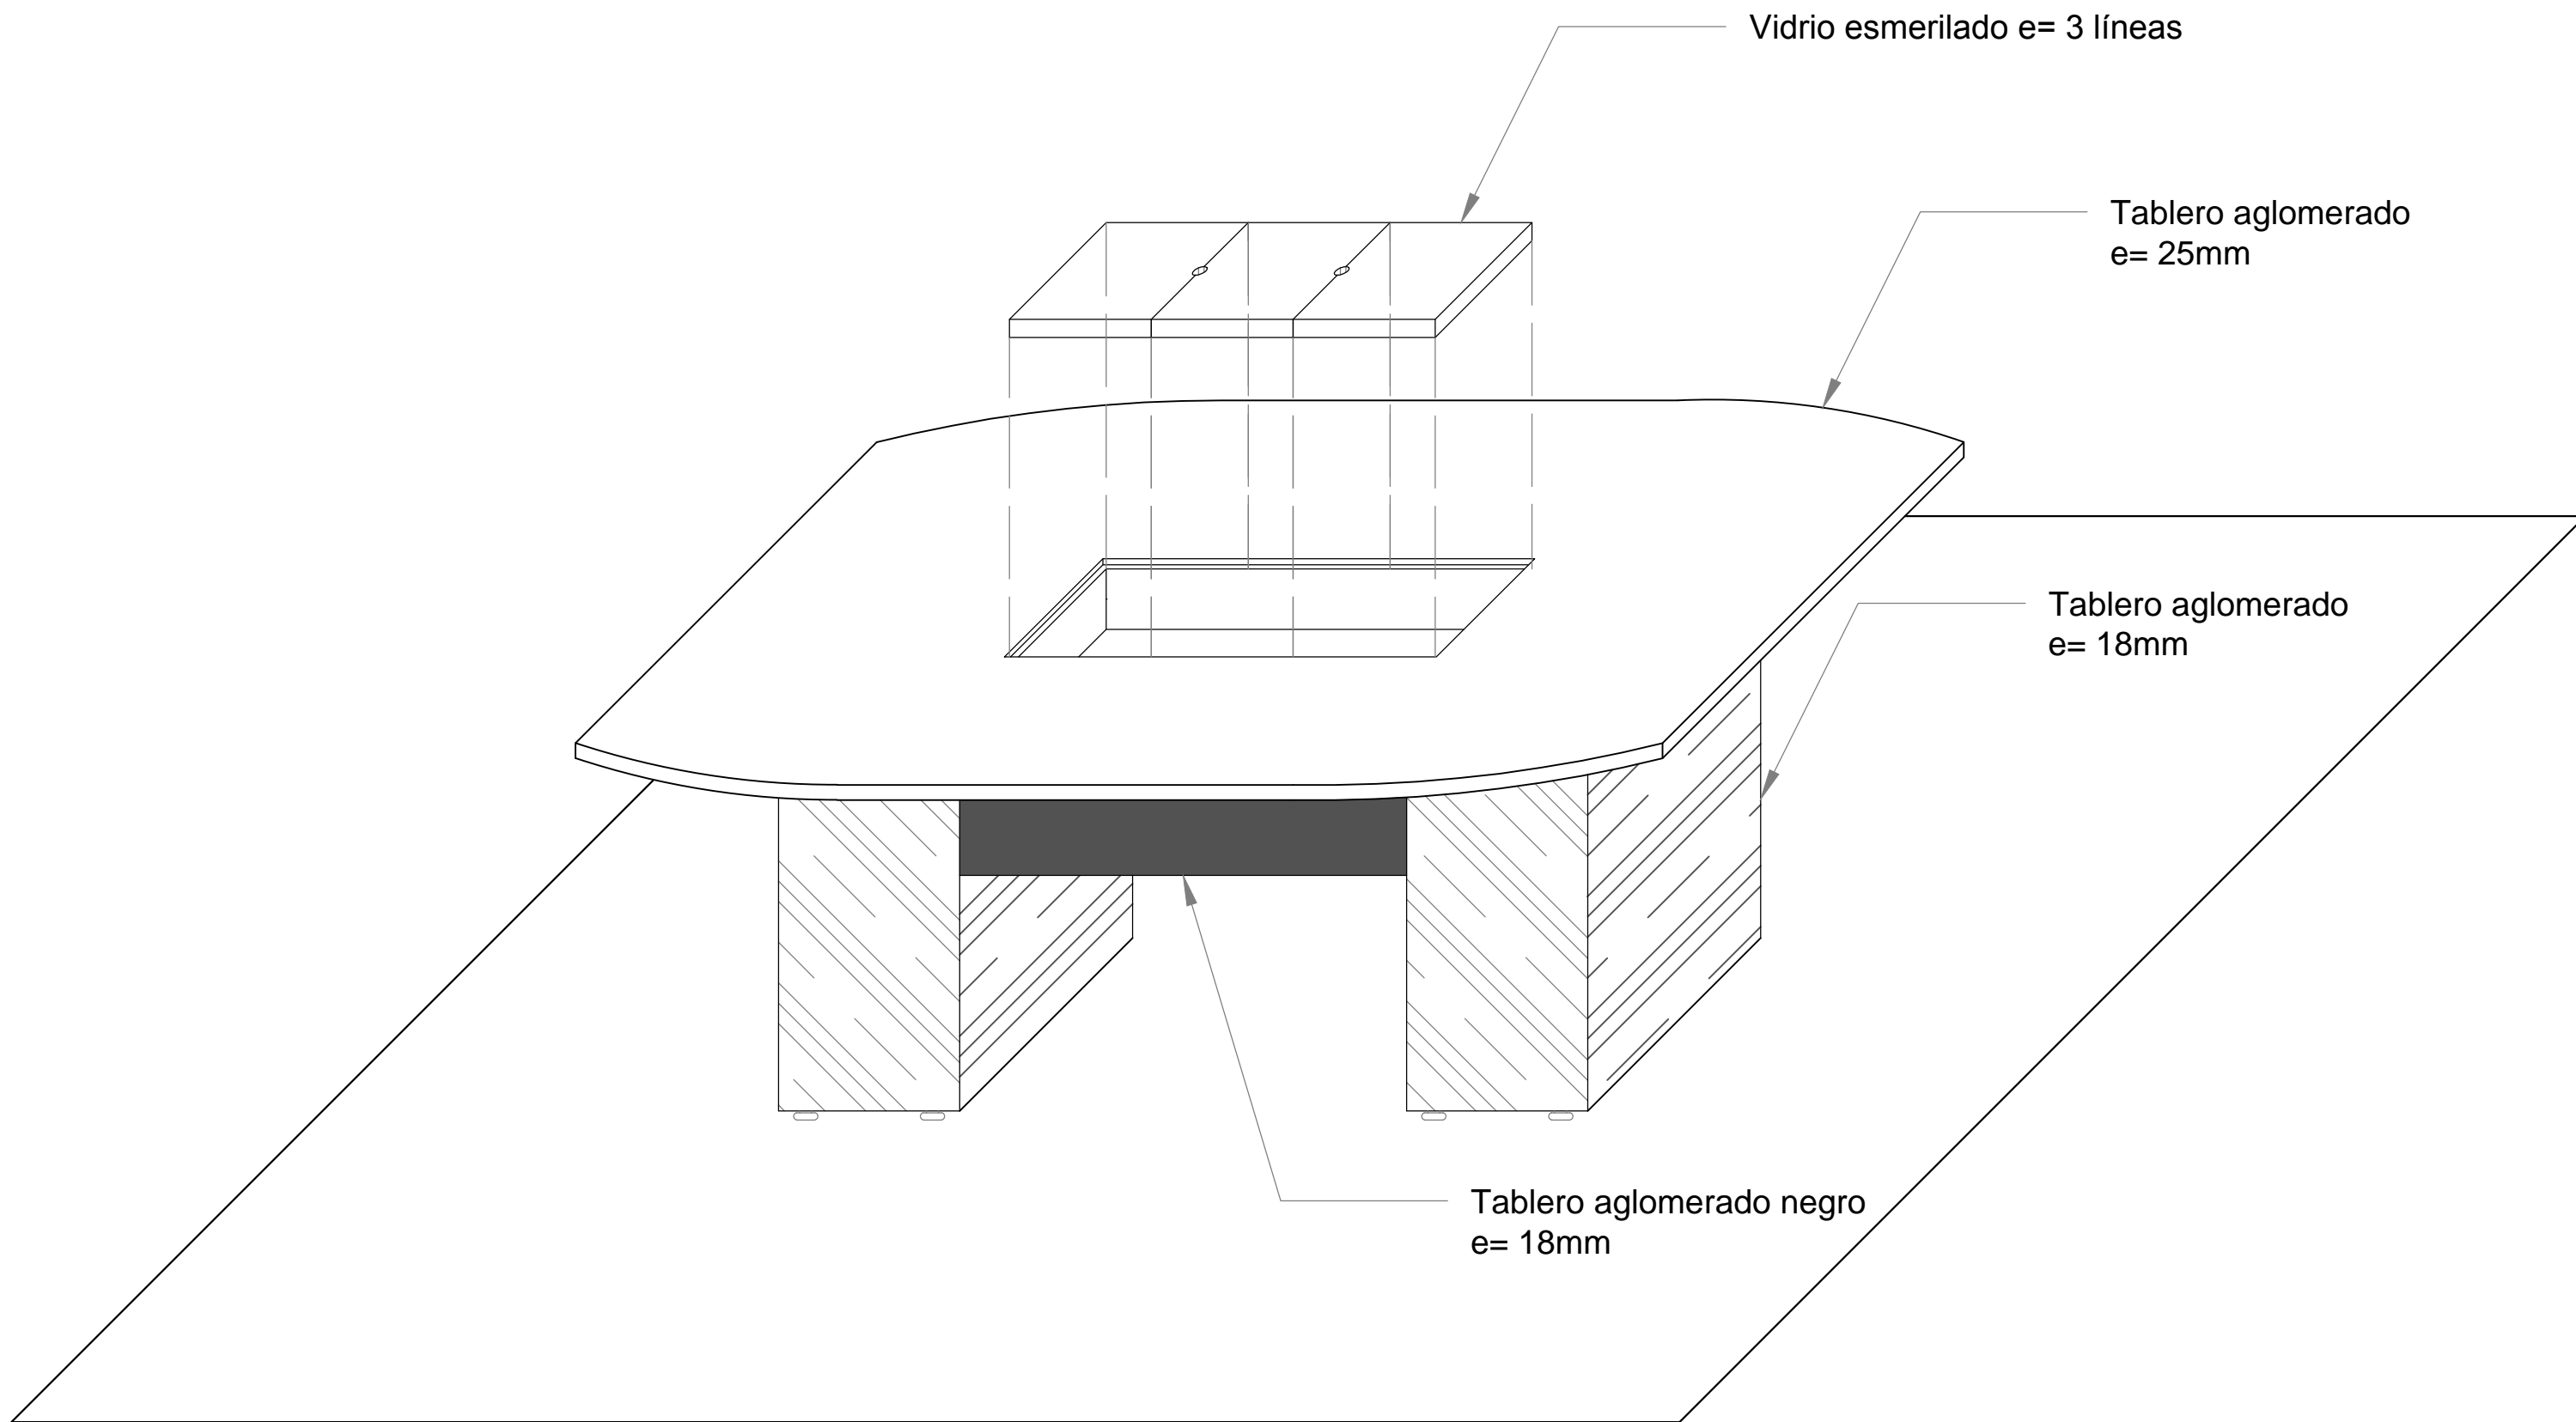 Vidrio esmerilado e= 3 líneas
Tablero aglomerado
e= 25mm
Tablero aglomerado
e= 18mm
Tablero aglomerado negro
e= 18mm